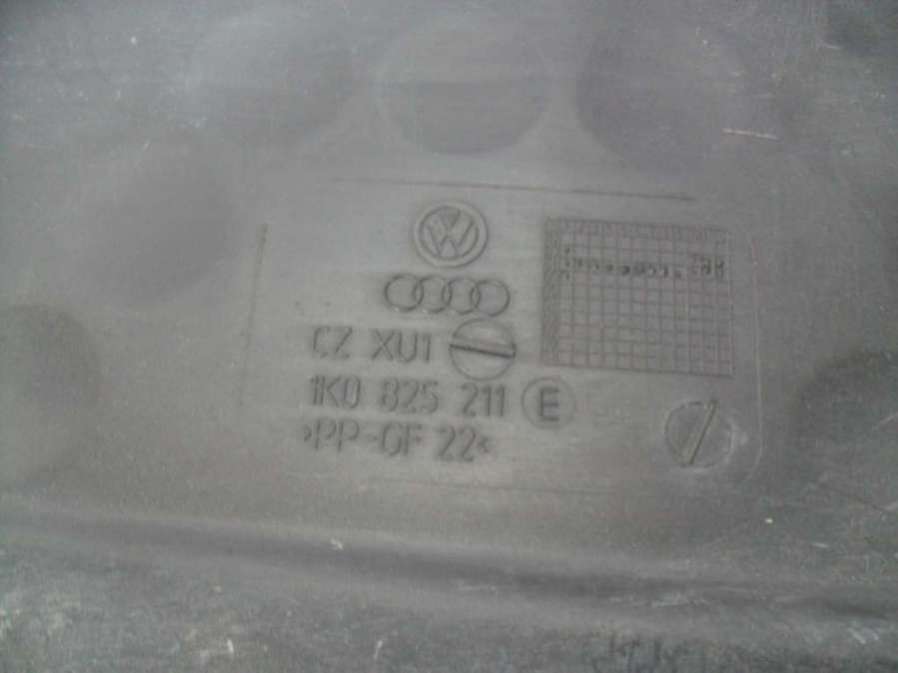 CZ XU1
1K0 825 211 E
>PP-GF 22<